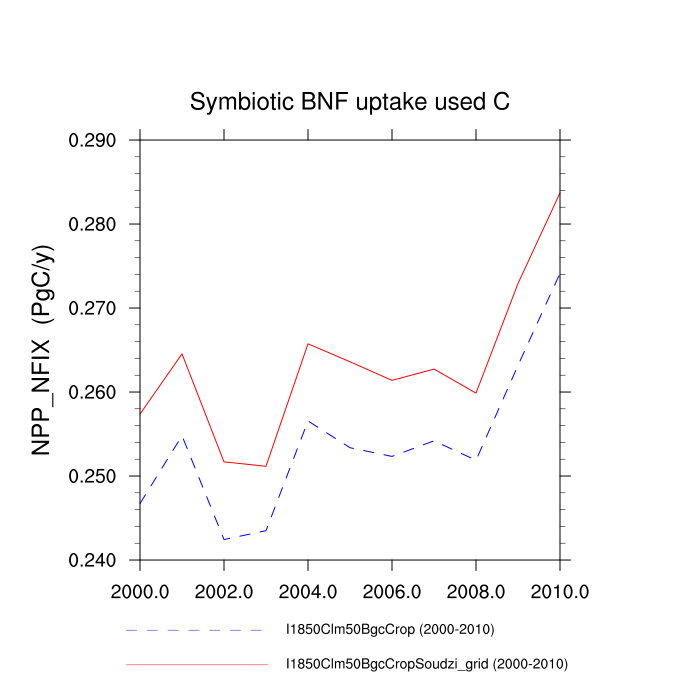 Symbiotic BNF uptake used C
0.290
0.280
0.270
0.260
0.250
0.240
NPP_NFIX (PgC/y)
2000.0 2002.0 2004.0 2006.0 2008.0 2010.0
I1850Clm50BgcCrop (2000-2010)
I1850Clm50BgcCropSoudzi_grid (2000-2010)